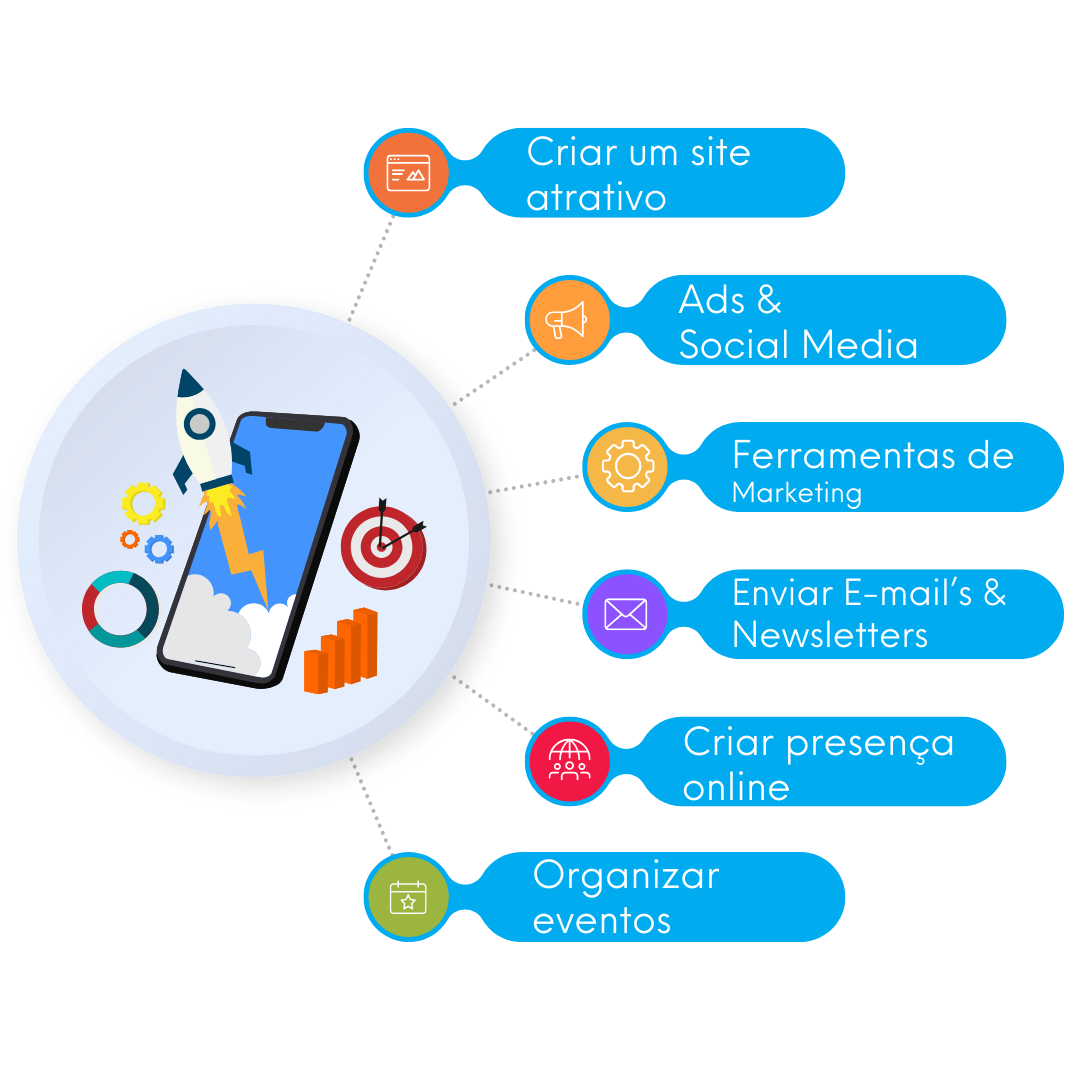 Criar um site
atrativo
Ads &
Social Media
Ferramentas de
Marketing
Enviar E-mail's &
Newsletters
Criar presença
online
Organizar
eventos